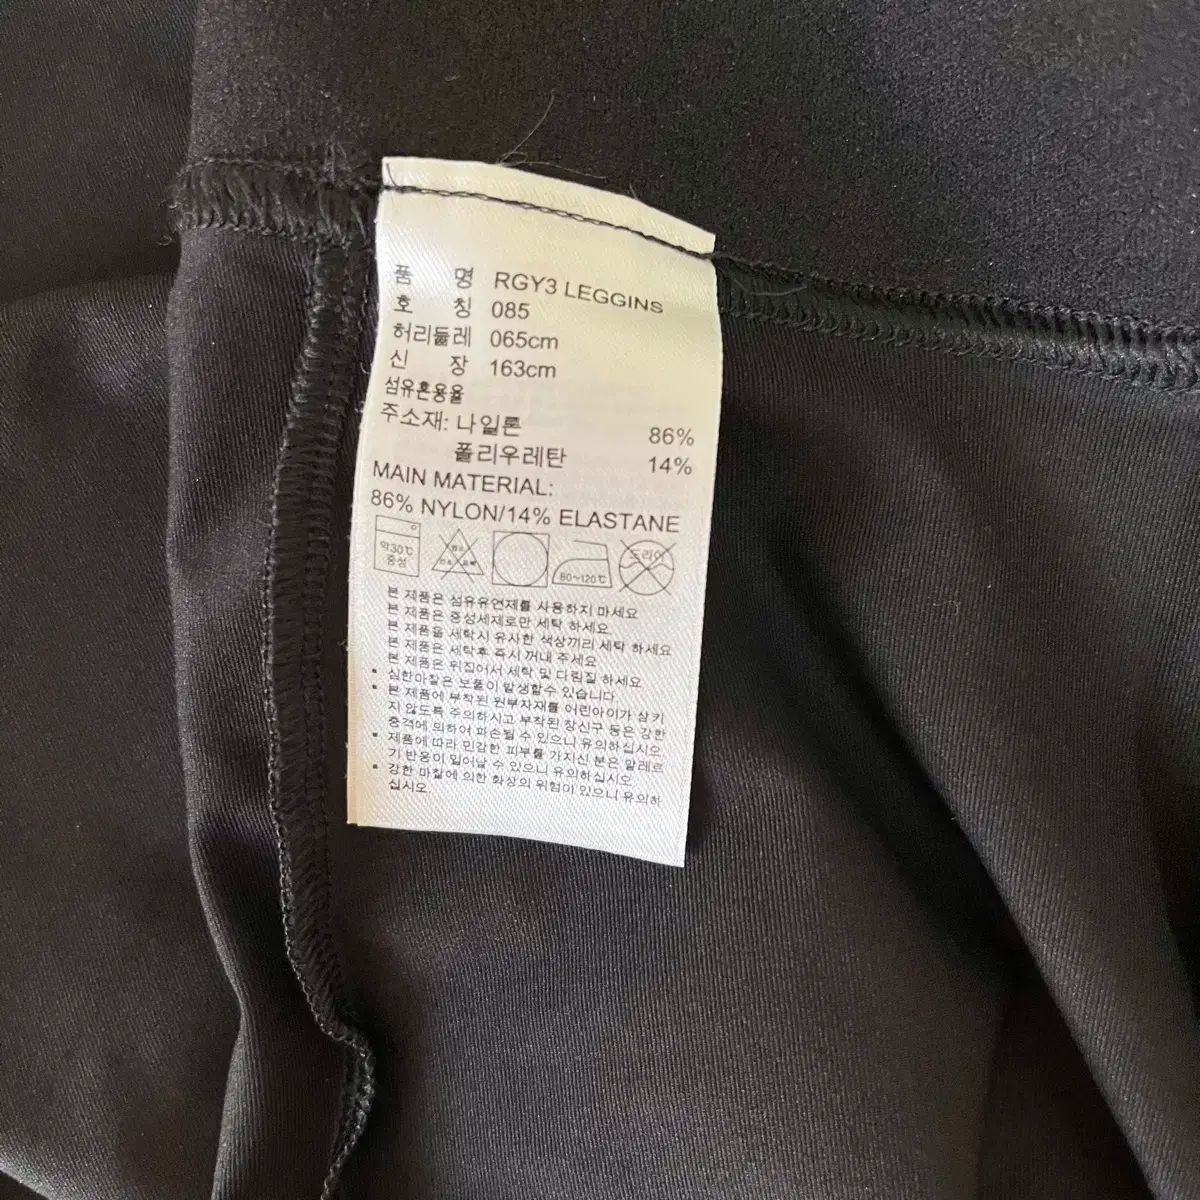 품 명 RGY3 LEGGINS
호 칭 085
허리둘레 065cm
신 장 163cm
섬유혼용율
주소재: 나일론 86%
폴리우레탄 14%
MAIN MATERIAL:
86% NYLON/14% ELASTANE
약30℃ 중성 80~120℃ 드라이
본 제품은 섬유유연제를 사용하지 마세요
본 제품은 중성세제로만 세탁 하세요.
본 제품을 세탁시 유사한 색상끼리 세탁 하세요
본 제품은 세탁후 즉시 꺼내 주세요
본 제품은 뒤집어서 세탁 및 다림질 하세요
• 심한마찰은 보풀이 발생할수 있습니다
• 본 제품에 부착된 원부자재를 어린아이가 삼키
지 않도록 주의하시고 부착된 장신구 등은 강한
충격에 의하여 파손될 수 있으니 유의하십시오.
• 제품에 따라 민감한 피부를 가지신 분은 알레르
기 반응이 일어날 수 있으니 유의하십시오.
• 강한 마찰에 의한 화상의 위험이 있으니 유의하
십시오.